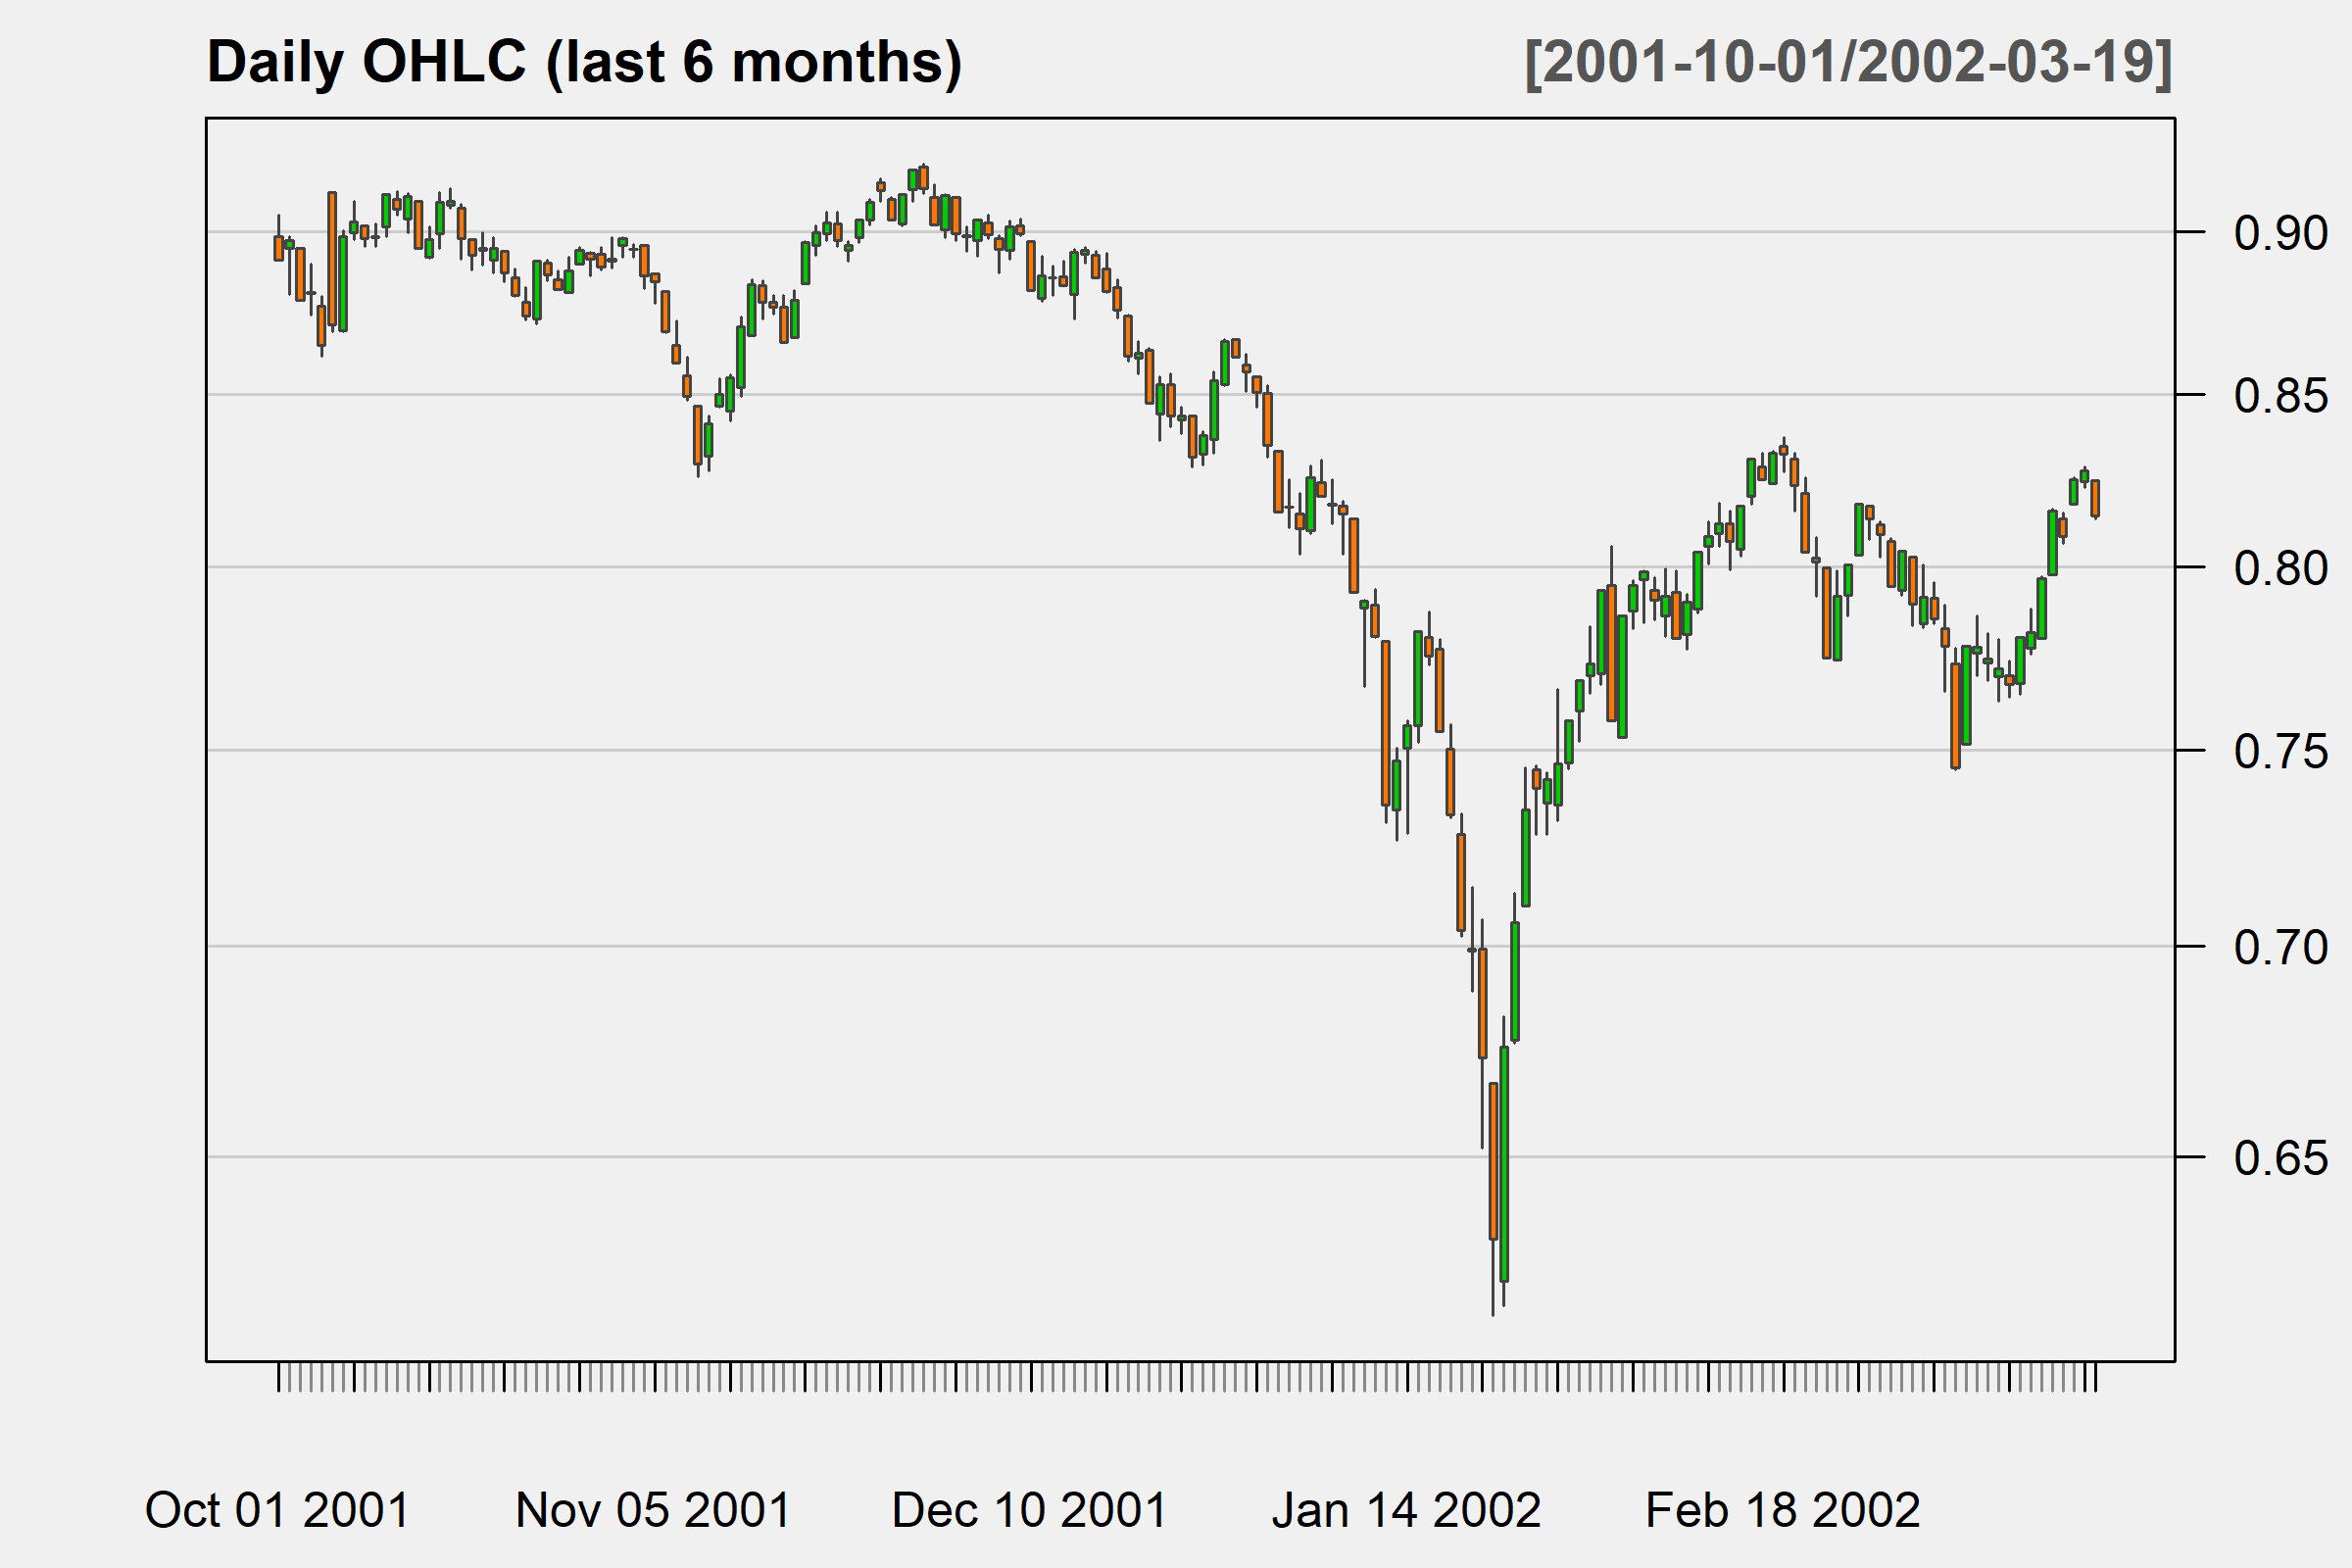 Daily OHLC (last 6 months)
[2001-10-01/2002-03-19]
0.90
0.85
0.80
0.75
0.70
0.65
Oct 01 2001
Nov 05 2001
Dec 10 2001
Jan 14 2002
Feb 18 2002